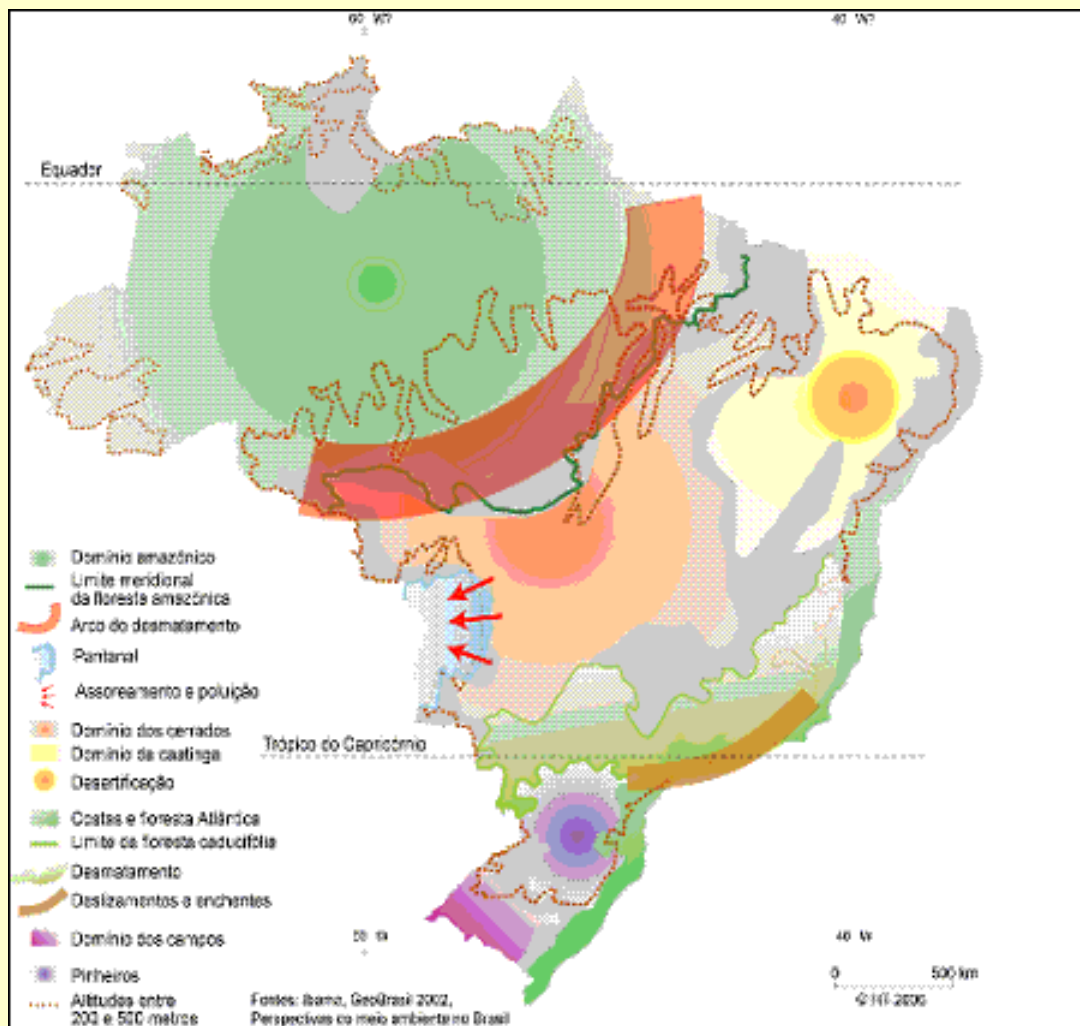 60 W
40 W
Equador
Domínio amazônico
Limite meridional
da floresta amazônica
Arco do desmatamento
Pantanal
Assoreamento e poluição
Domínio dos cerrados
Domínio da caatinga
Desertificação
Costas e floresta Atlântica
Limite da floresta caducifólia
Desmatamento
Deslizamentos e enchentes
Domínio dos campos
Pinheiros
Altitudes entre
200 e 500 metros
Trópico do Capricórnio
40 W
0 500 km
Fontes: Ibama, GeoBrasil 2002,
Perspectivas do meio ambiente no Brasil